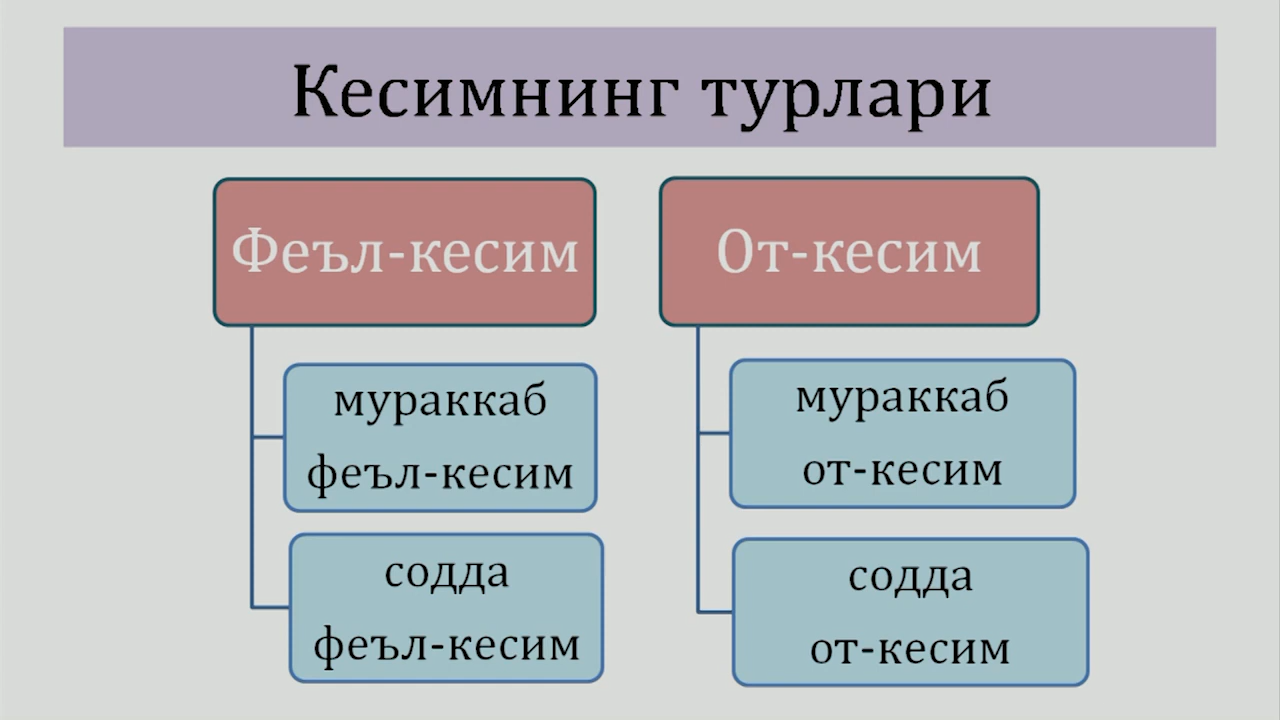 Кесимнинг турлари
Феъл-кесим
мураккаб
феъл-кесим
содда
феъл-кесим
От-кесим
мураккаб
от-кесим
содда
от-кесим